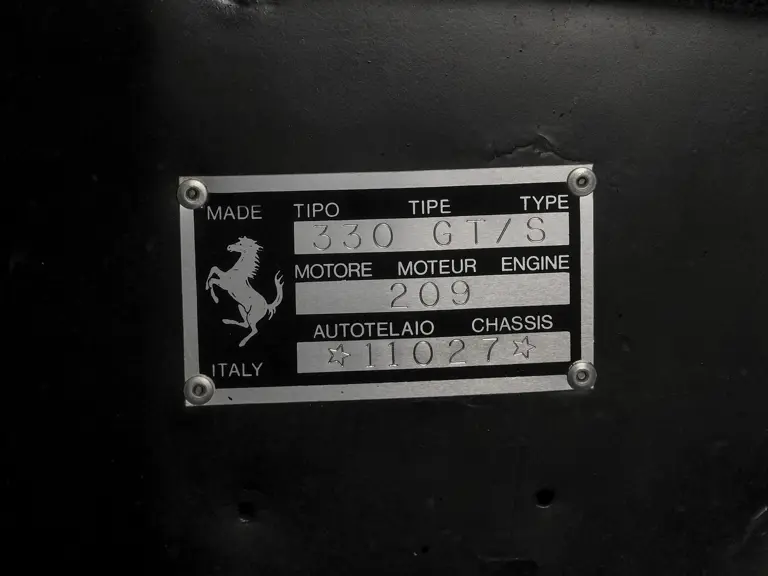 MADE TIPO TIPE TYPE
330 GT/S
MOTORE MOTEUR ENGINE
209
AUTOTELAIO CHASSIS
☆11027☆
ITALY